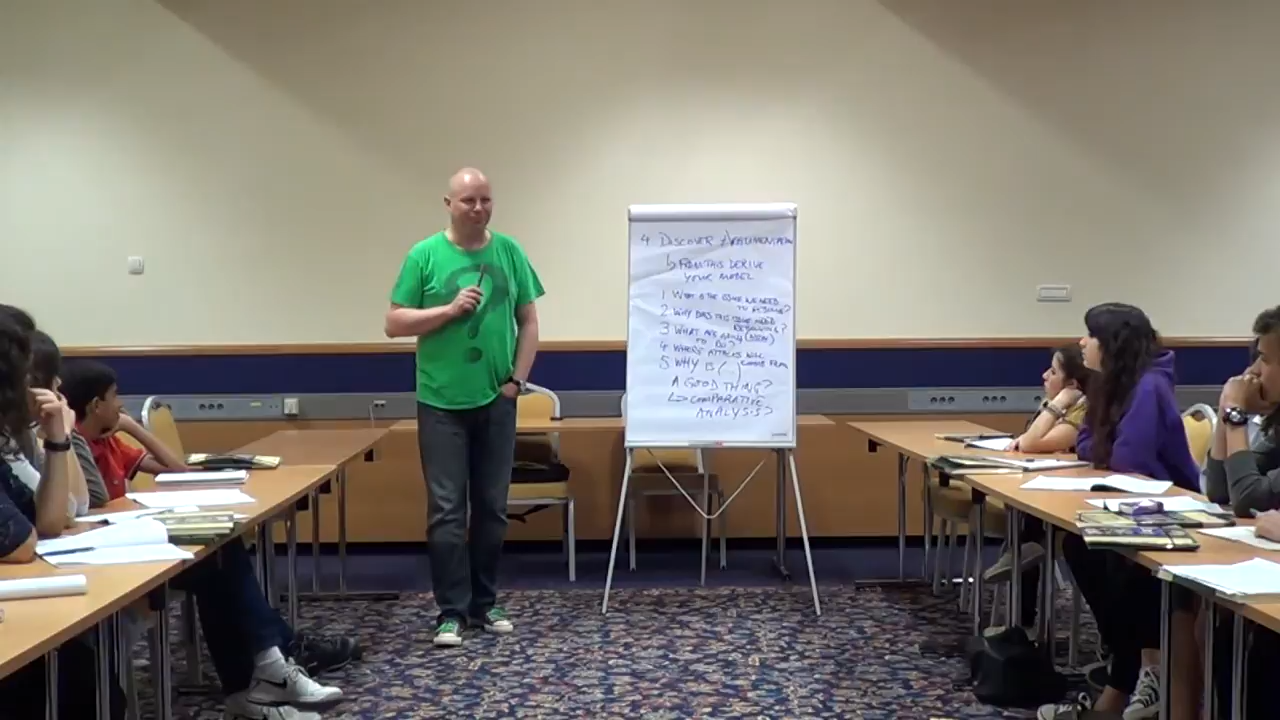 ?
4 DISCOVER ARGUMENTATION
↳ FROM THIS DERIVE
YOUR MODEL
1 WHAT IS THE ISSUE WE NEED
TO RESOLVE?
2 WHY DOES THIS ISSUE NEED
RESOLVING?
3 WHAT ARE
TO DO?
4 WHERE ATTACKS WILL
COME FROM
5 WHY IS ( )
A GOOD THING?
↳ COMPARATIVE
ANALYSIS?